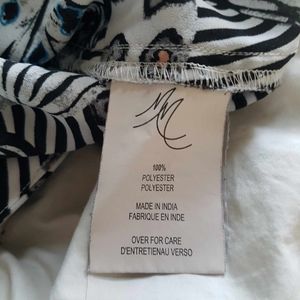 100%
POLYESTER
POLYESTER
MADE IN INDIA
FABRIQUE EN INDE
OVER FOR CARE
D'ENTRETIENAU VERSO